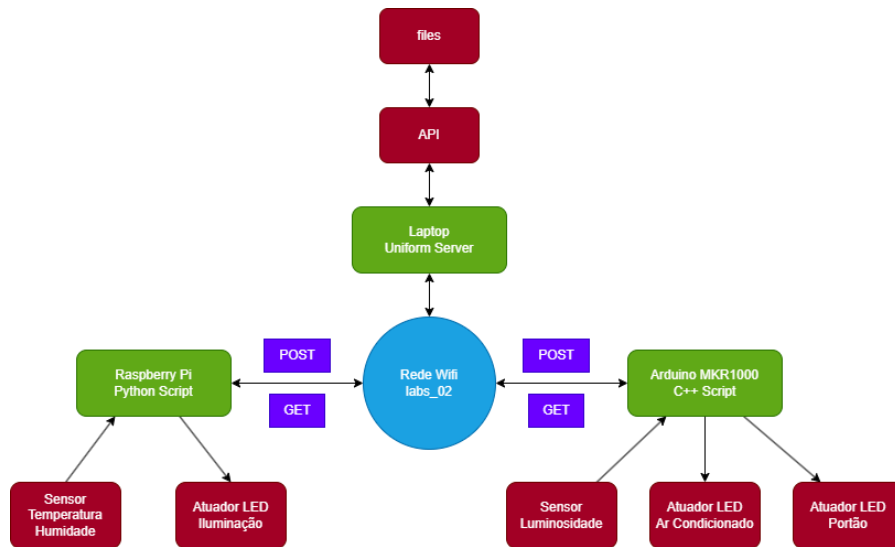 files
API
Laptop
Uniform Server
POST
POST
Raspberry Pi
Python Script
Rede Wifi
labs_02
Arduino MKR1000
C++ Script
GET
GET
Sensor
Temperatura
Humidade
Atuador LED
Iluminação
Sensor
Luminosidade
Atuador LED
Ar Condicionado
Atuador LED
Portão